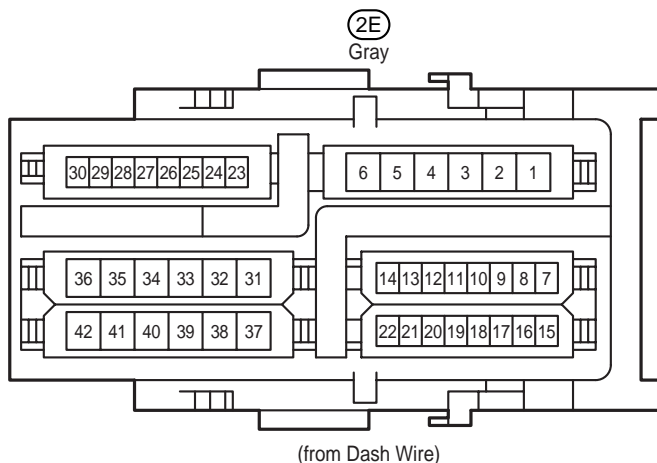 2E
Gray
30 29 28 27 26 25 24 23
6 5 4 3 2 1
36 35 34 33 32 31
14 13 12 11 10 9 8 7
42 41 40 39 38 37
22 21 20 19 18 17 16 15
(from Dash Wire)